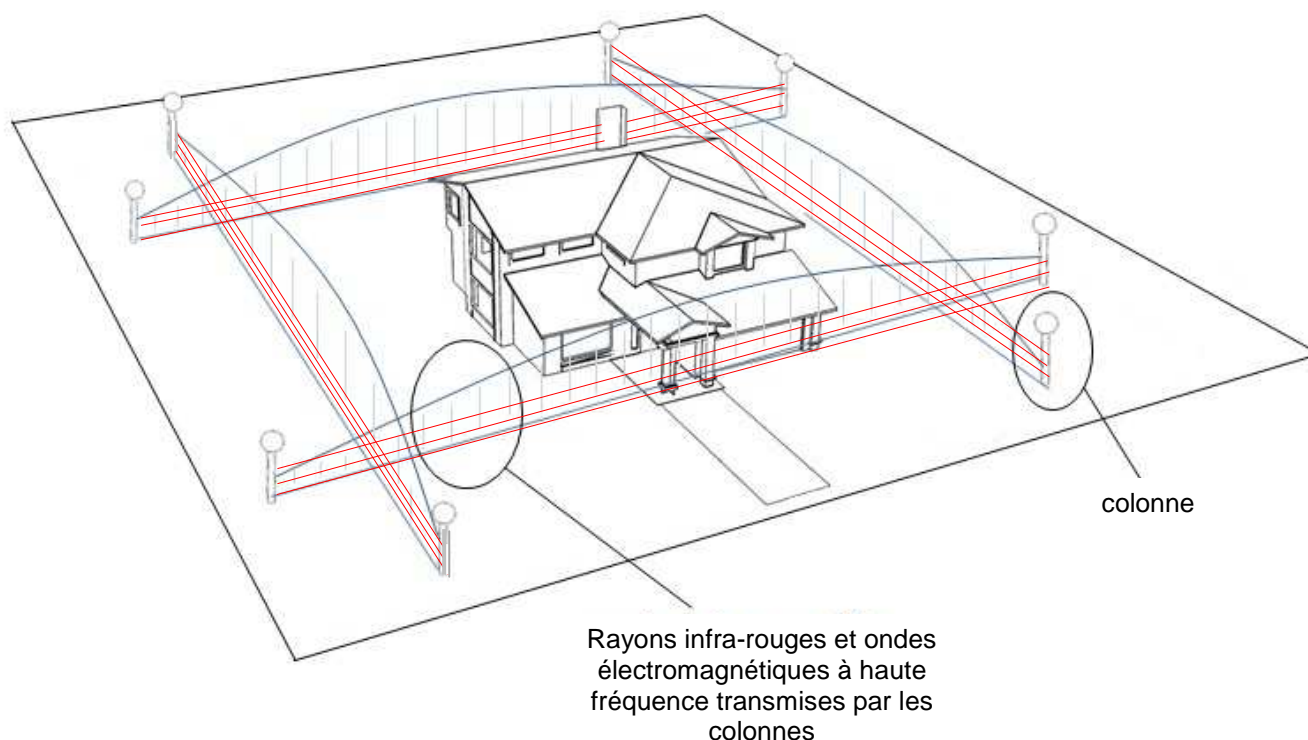 colonne
Rayons infra-rouges et ondes
électromagnétiques à haute
fréquence transmises par les
colonnes